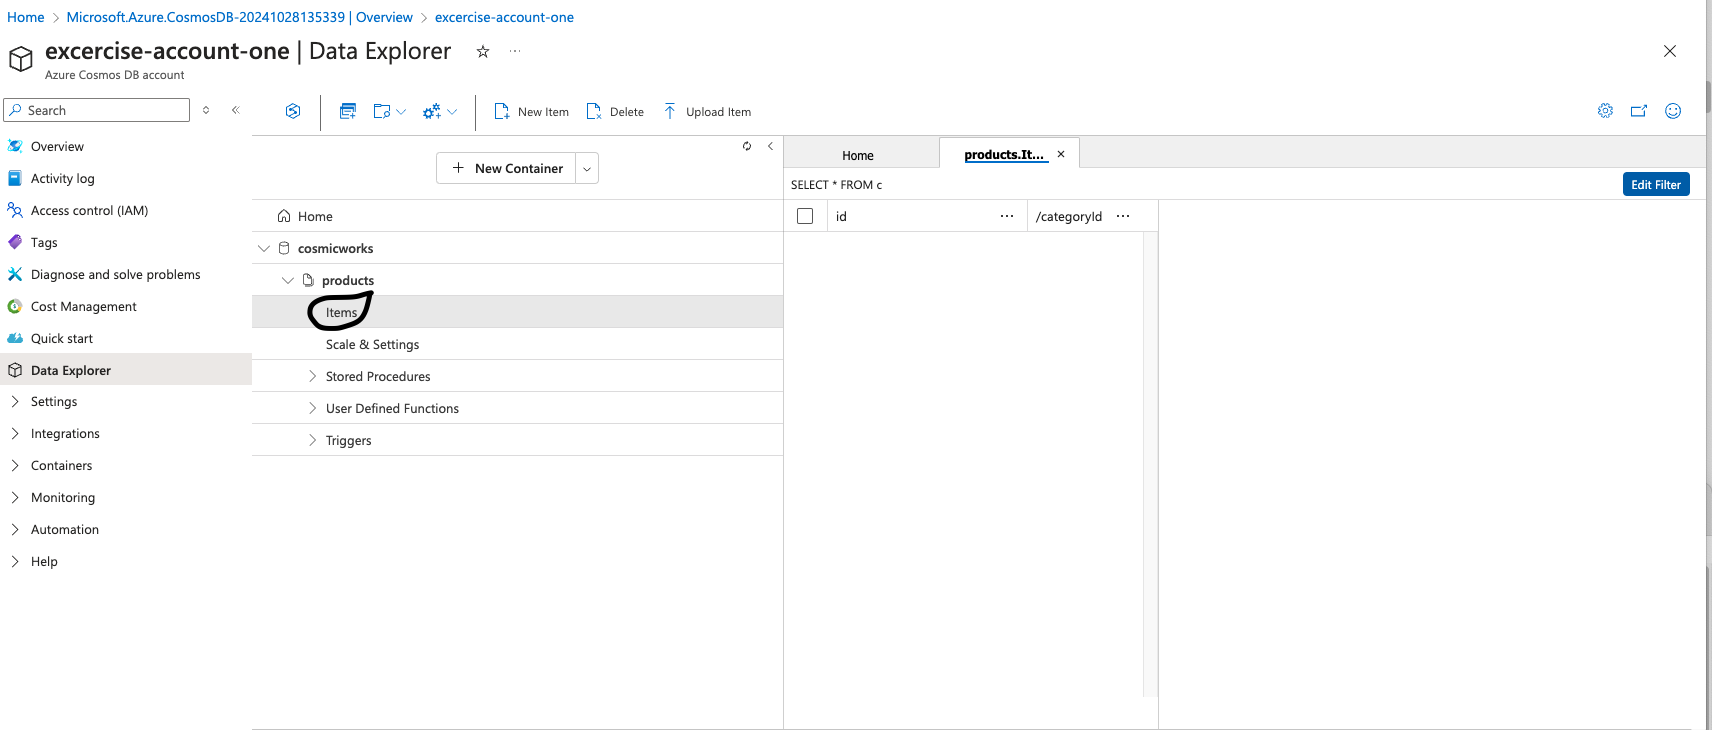 Home > Microsoft.Azure.CosmosDB-20241028135339 | Overview > excercise-account-one
excercise-account-one | Data Explorer ☆ ...
Azure Cosmos DB account
Search
Overview
Activity log
Access control (IAM)
Tags
Diagnose and solve problems
Cost Management
Quick start
Data Explorer
Settings
Integrations
Containers
Monitoring
Automation
Help
New Item Delete Upload Item
+ New Container
Home
cosmicworks
products
Items
Scale & Settings
Stored Procedures
User Defined Functions
Triggers
Home products.It... ×
SELECT * FROM c Edit Filter
id ... /categoryId ...